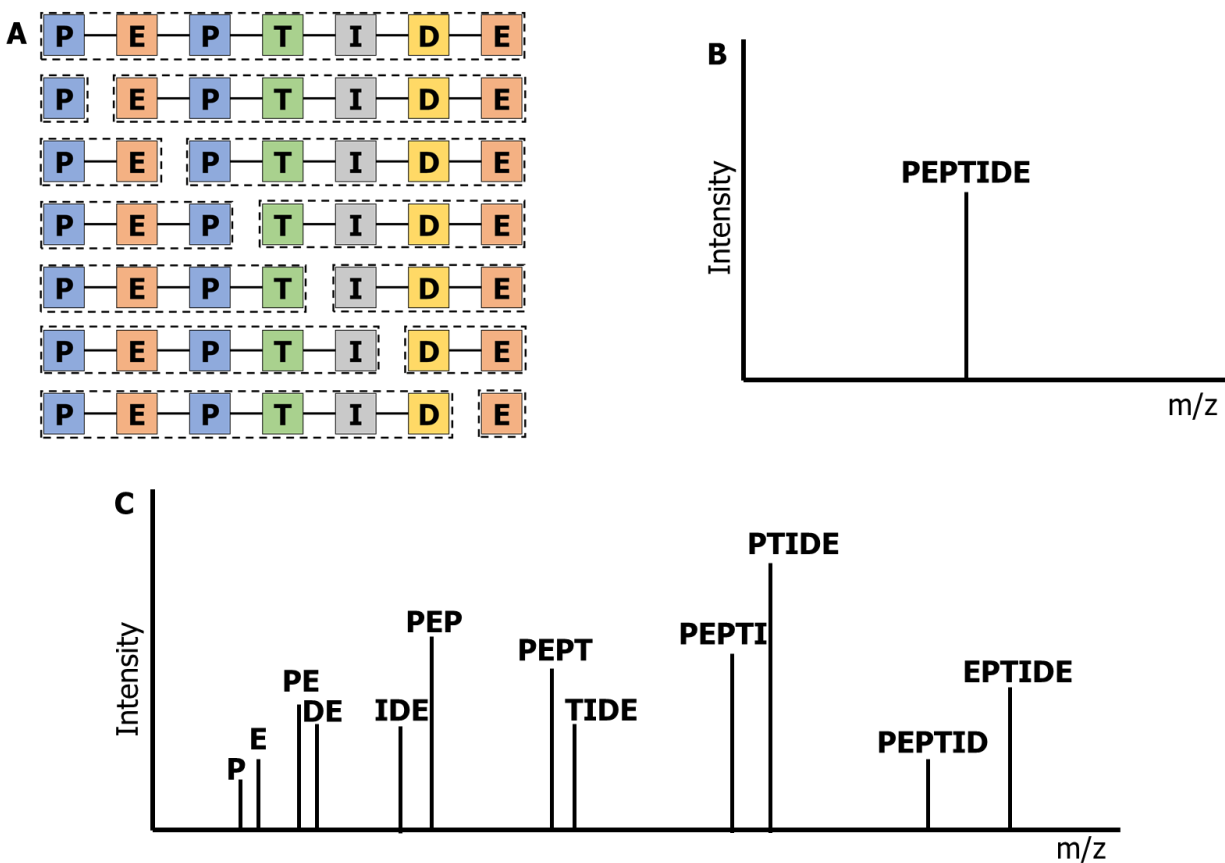 A
P E P T I D E
P E P T I D E
P E P T I D E
P E P T I D E
P E P T I D E
P E P T I D E
P E P T I D E
B
Intensity
PEPTIDE
m/z
C
Intensity
P
E
PE
DE
IDE
PEP
PEPT
TIDE
PEPTI
PTIDE
PEPTID
EPTIDE
m/z